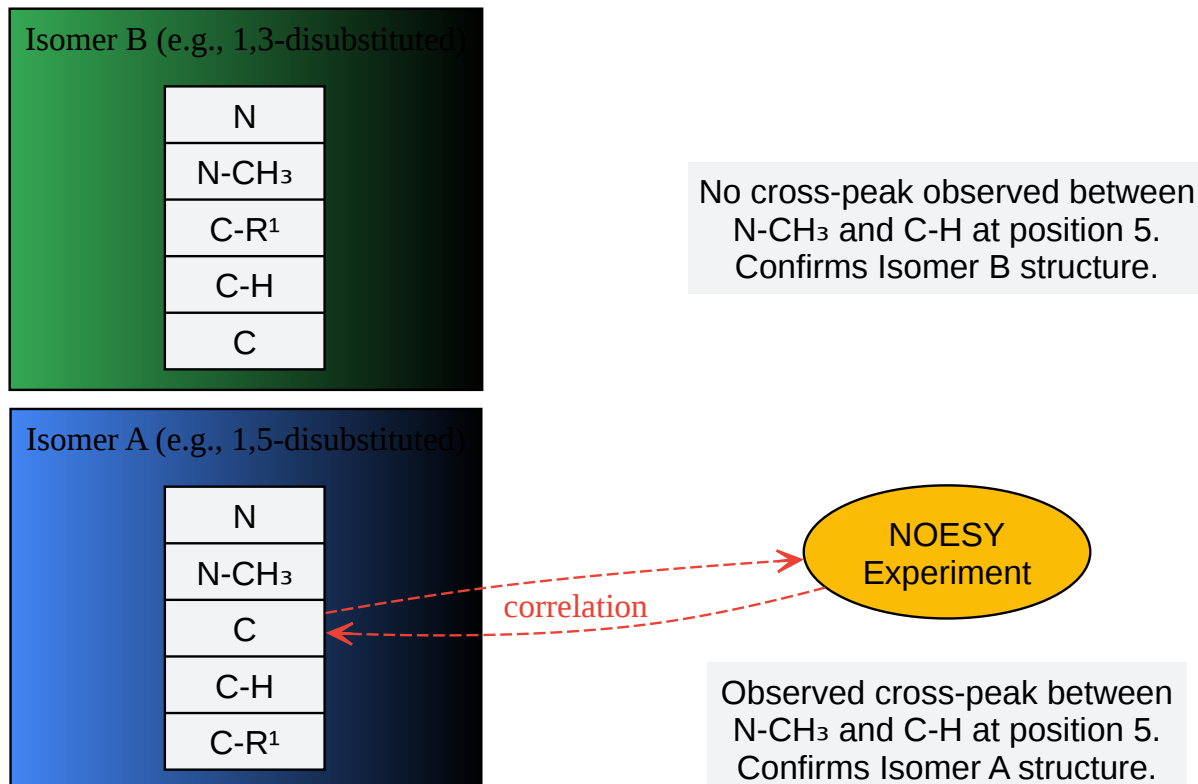 Isomer B (e.g., 1,3-disubstituted)
N
N-CH₃
C-R¹
C-H
C
No cross-peak observed between
N-CH₃ and C-H at position 5.
Confirms Isomer B structure.
Isomer A (e.g., 1,5-disubstituted)
N
N-CH₃
C
C-H
C-R¹
correlation
NOESY
Experiment
Observed cross-peak between
N-CH₃ and C-H at position 5.
Confirms Isomer A structure.